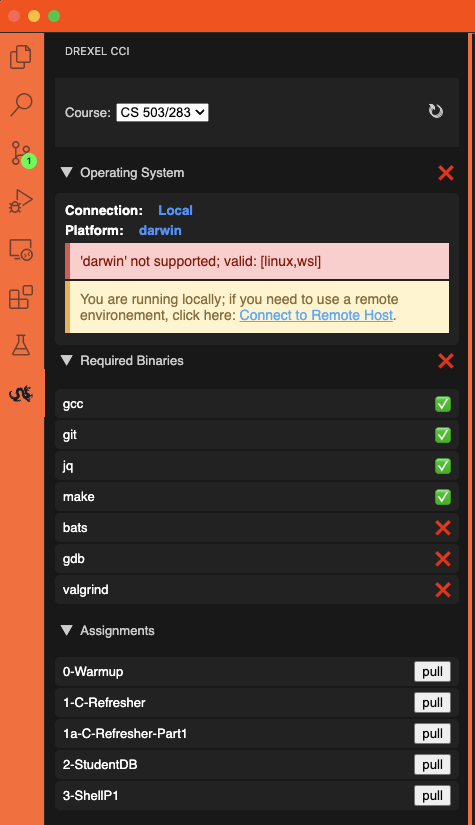 DREXEL CCI
Course: CS 503/283
Operating System
Connection: Local
Platform: darwin
'darwin' not supported; valid: [linux,wsl]
You are running locally; if you need to use a remote
environement, click here: Connect to Remote Host.
1
Required Binaries
gcc
git
jq
make
bats
gdb
valgrind
Assignments
0-Warmup pull
1-C-Refresher pull
1a-C-Refresher-Part1 pull
2-StudentDB pull
3-ShellP1 pull